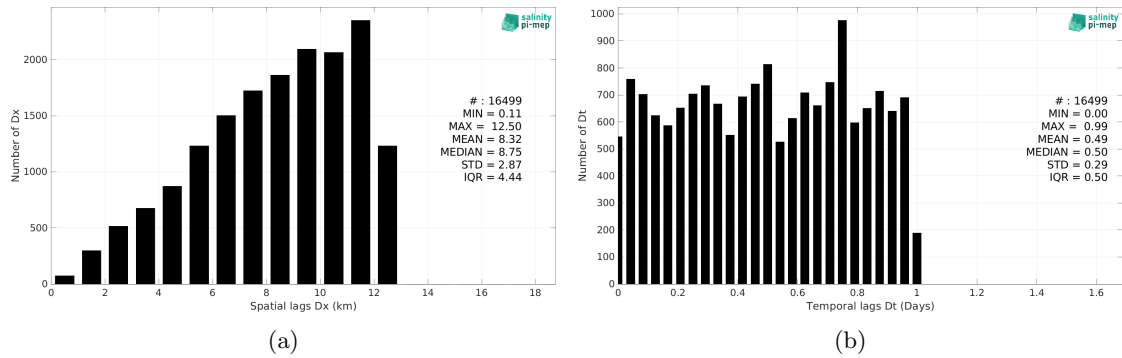 salinity
pi-mep
2000
1500
1000
500
0
Number of Dx
# : 16499
MIN = 0.11
MAX = 12.50
MEAN = 8.32
MEDIAN = 8.75
STD = 2.87
IQR = 4.44
0 2 4 6 8 10 12 14 16 18
Spatial lags Dx (km)
(a)
salinity
pi-mep
1000
900
800
700
600
500
400
300
200
100
0
Number of Dt
# : 16499
MIN = 0.00
MAX = 0.99
MEAN = 0.49
MEDIAN = 0.50
STD = 0.29
IQR = 0.50
0 0.2 0.4 0.6 0.8 1 1.2 1.4 1.6
Temporal lags Dt (Days)
(b)